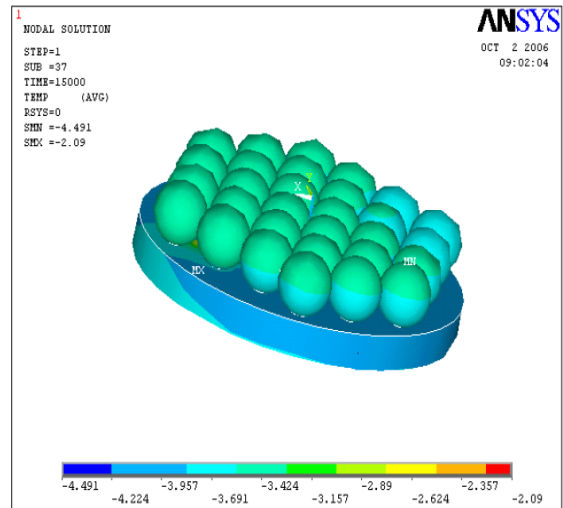 1
NODAL SOLUTION
STEP=1
SUB =37
TIME=15000
TEMP (AVG)
RSYS=0
SMN =-4.491
SMX =-2.09
ANSYS
OCT 2 2006
09:02:04
Y
X
MX
MN
-4.491 -3.957 -3.424 -2.89 -2.357
-4.224 -3.691 -3.157 -2.624 -2.09